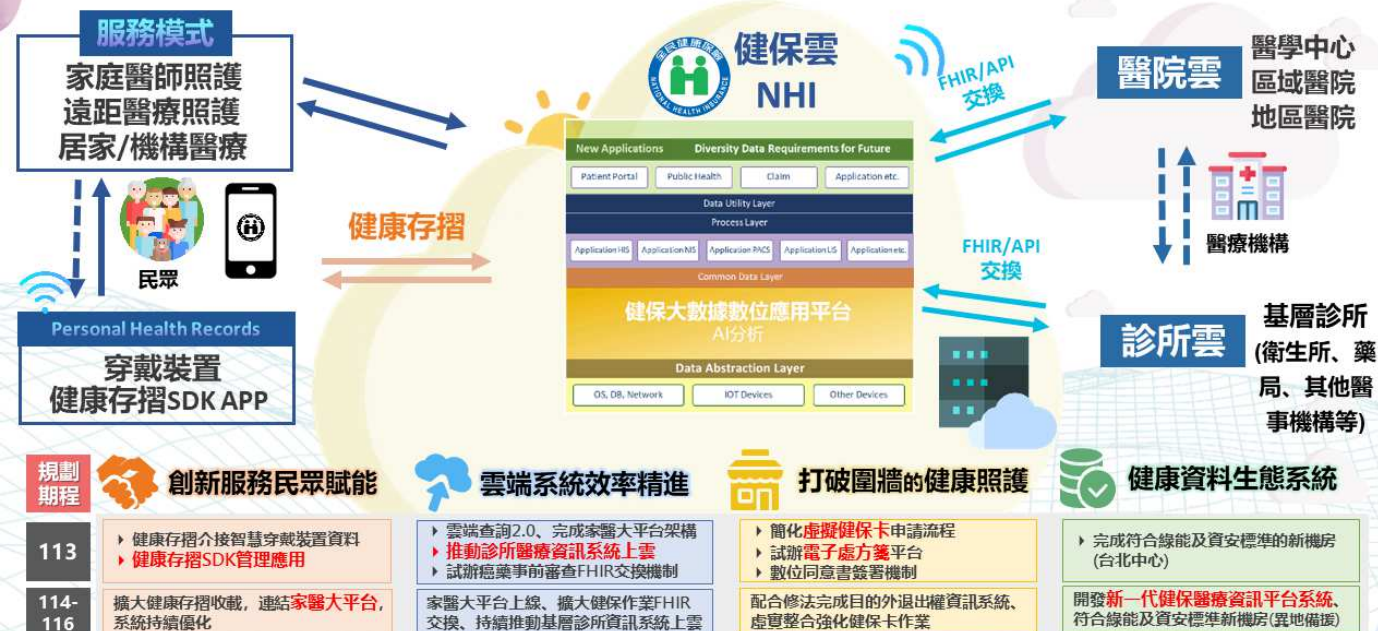 服務模式
家庭醫師照護
遠距醫療照護
居家/機構醫療
民眾
Personal Health Records
穿戴裝置
健康存摺SDK APP
健康存摺
全民健康保險
NATIONAL HEALTH INSURANCE
健保雲
NHI
New Applications Diversity Data Requirements for Future
Patient Portal Public Health Claim Application etc.
Data Utility Layer
Process Layer
Application HIS Application NIS Application PACS Application LIS Application etc.
Common Data Layer
健保大數據數位應用平台
AI分析
Data Abstraction Layer
OS, DB, Network IOT Devices Other Devices
FHIR/API
交換
醫院雲
醫學中心
區域醫院
地區醫院
醫療機構
FHIR/API
交換
診所雲
基層診所
(衛生所、藥
局、其他醫
事機構等)
規劃
期程
創新服務民眾賦能
雲端系統效率精進
打破圍牆的健康照護
健康資料生態系統
113
健康存摺介接智慧穿戴裝置資料
健康存摺SDK管理應用
雲端查詢2.0、完成家醫大平台架構
推動診所醫療資訊系統上雲
試辦癌藥事前審查FHIR交換機制
簡化虛擬健保卡申請流程
試辦電子處方箋平台
數位同意書簽署機制
完成符合綠能及資安標準的新機房
(台北中心)
114-
116
擴大健康存摺收載，連結家醫大平台，
系統持續優化
家醫大平台上線、擴大健保作業FHIR
交換、持續推動基層診所資訊系統上雲
配合修法完成目的外退出權資訊系統、
虛實整合強化健保卡作業
開發新一代健保醫療資訊平台系統、
符合綠能及資安標準新機房(異地備援)